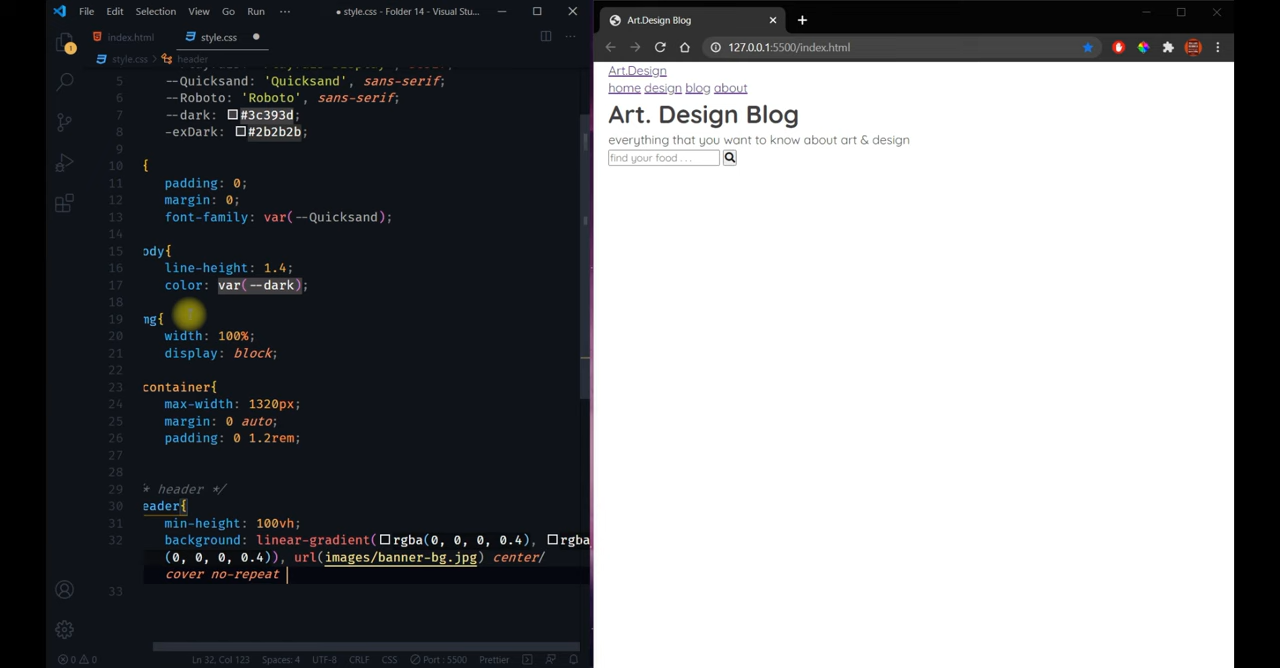 File Edit Selection View Go Run ··· ● style.css - Folder 14 - Visual Stu...
index.html style.css ●
style.css > header
5
--Quicksand: 'Quicksand', sans-serif;
6 --Roboto: 'Roboto', sans-serif;
7 --dark: #3c393d;
8 -exDark: #2b2b2b;
9
10 {
11 padding: 0;
12 margin: 0;
13 font-family: var(--Quicksand);
14
15 ody{
16 line-height: 1.4;
17 color: var(--dark);
18
19 mg{
20 width: 100%;
21 display: block;
22
23 container{
24 max-width: 1320px;
25 margin: 0 auto;
26 padding: 0 1.2rem;
27
28
29 * header */
30 eader{
31 min-height: 100vh;
32 background: linear-gradient(rgba(0, 0, 0, 0.4), rgba
(0, 0, 0, 0.4)), url(images/banner-bg.jpg) center/
cover no-repeat
33
0 0 Ln 32, Col 123 Spaces: 4 UTF-8 CRLF CSS Port : 5500 Prettier
Art.Design Blog
127.0.0.1:5500/index.html
Art.Design
home design blog about
Art. Design Blog
everything that you want to know about art & design
find your food . . .